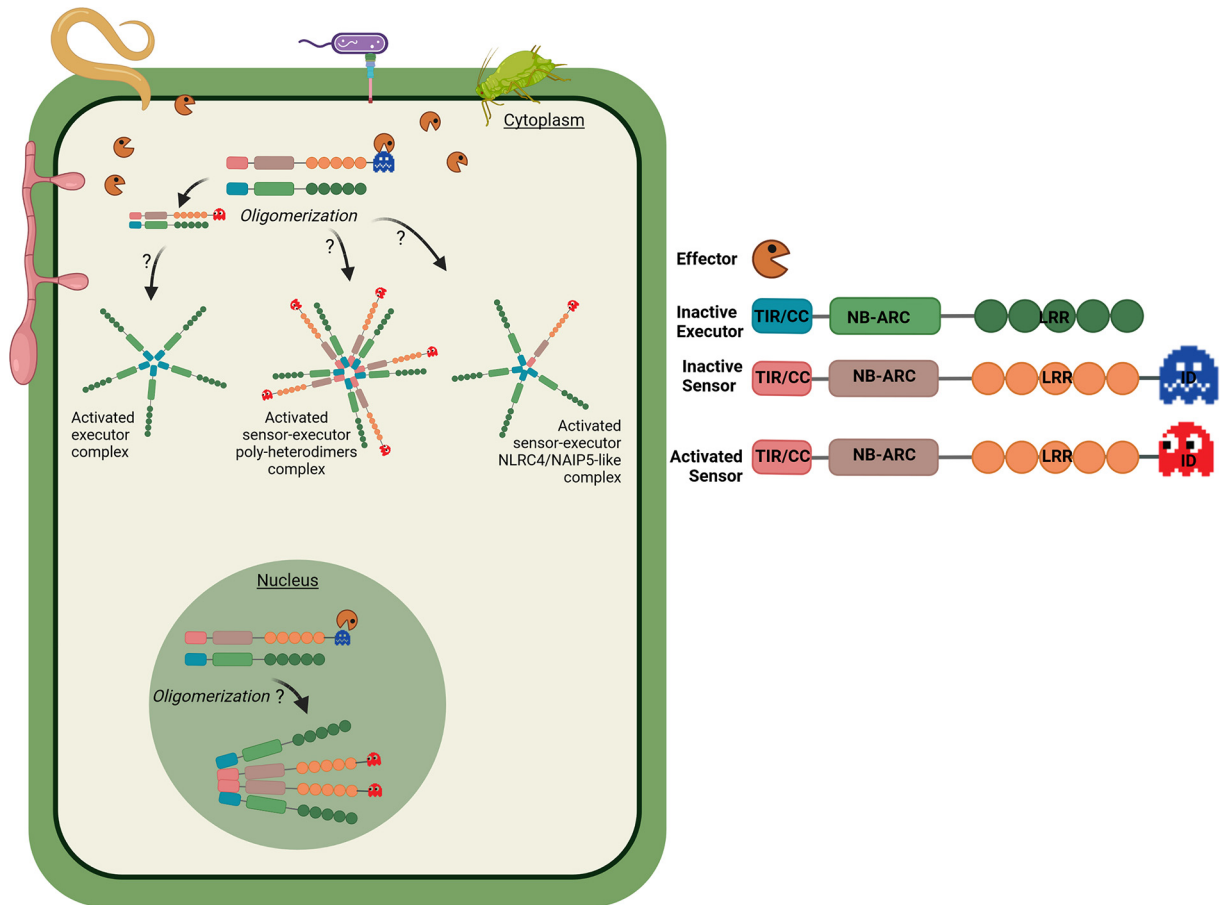 Cytoplasm
Oligomerization
?
?
?
Activated
executor
complex
Activated
sensor-executor
poly-heterodimers
complex
Activated
sensor-executor
NLRC4/NAIP5-like
complex
Nucleus
Oligomerization ?
Effector
Inactive
Executor
TIR/CC
NB-ARC
LRR
Inactive
Sensor
TIR/CC
NB-ARC
LRR
ID
Activated
Sensor
TIR/CC
NB-ARC
LRR
ID